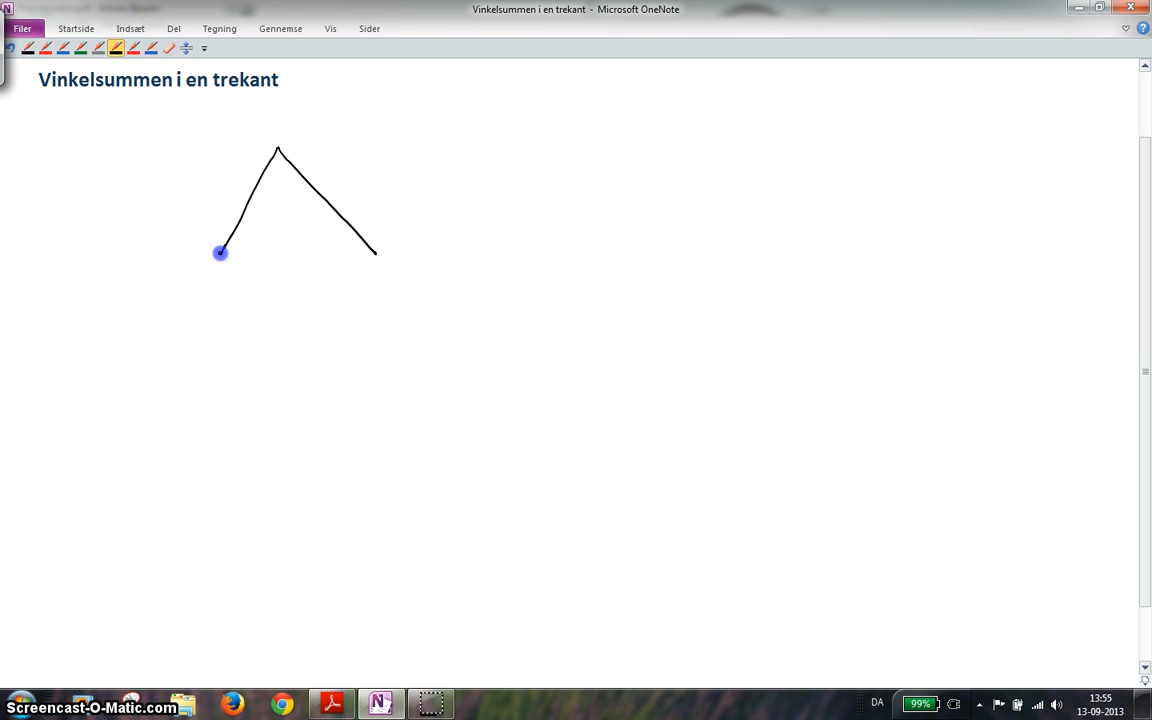 Vinkelsummen i en trekant - Microsoft OneNote
Filer Startside Indsæt Del Tegning Gennemse Vis Sider
Vinkelsummen i en trekant
DA 99% 13:55
13-09-2013
Screencast-O-Matic.com